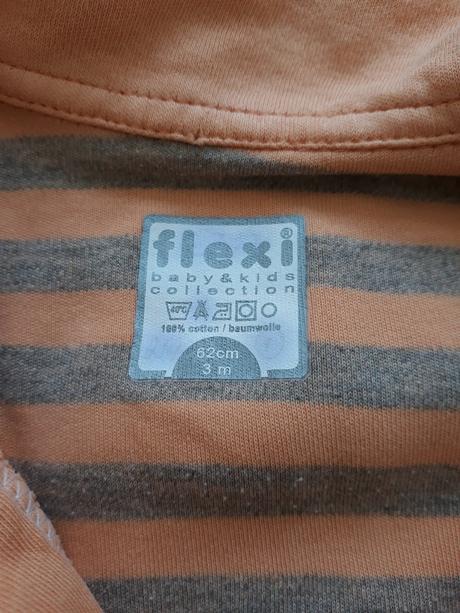 flexi®
baby&kids
collection
40°C
100% cotton / baumwolle
62cm
3 m